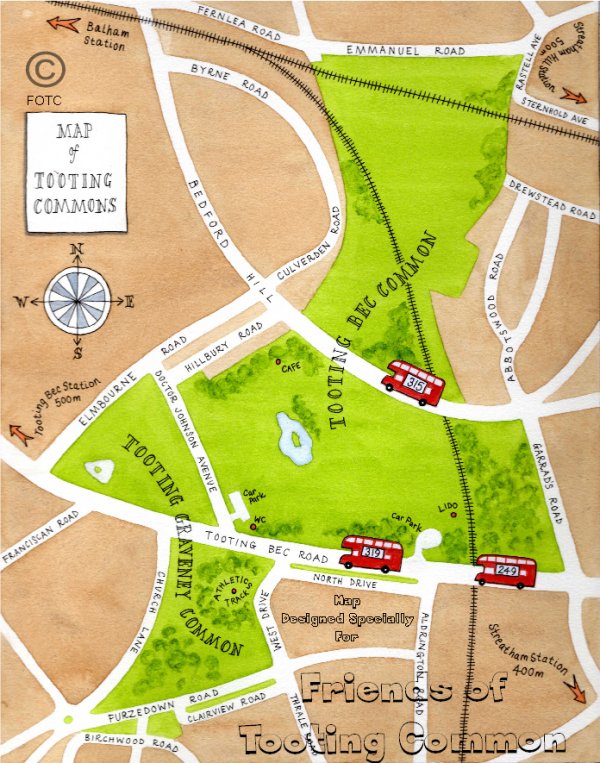 Balham
Station
FERNLEA ROAD
EMMANUEL ROAD
RASTELL AVE
Streatham Hill Station
500m
STERNHOLD AVE
©
FOTC
BYRNE ROAD
MAP
of
TOOTING
COMMONS
DREWSTEAD ROAD
BEDFORD HILL
CULVERDEN ROAD
N
W
E
S
TOOTING BEC COMMON
ABBOTSWOOD ROAD
HILLBURY ROAD
ELMBOURNE ROAD
Tooting Bec Station
500m
DOCTOR JOHNSON AVENUE
CAFE
315
TOOTING GRAVENEY COMMON
GARRAD'S ROAD
Car
Park
WC
Car Park
LIDO
FRANCISCAN ROAD
TOOTING BEC ROAD
319
249
NORTH DRIVE
CHURCH LANE
ATHLETICS
TRACK
WEST DRIVE
Map
Designed Specially
For
ALDRINGTON ROAD
Streatham Station
400m
FURZEDOWN ROAD
CLAIRVIEW ROAD
THRALE ROAD
BIRCHWOOD ROAD
Friends of
Tooting Common